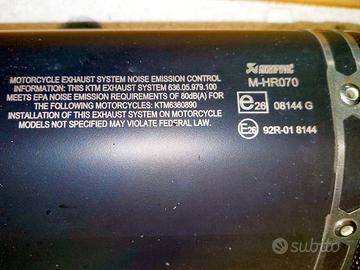 MOTORCYCLE EXHAUST SYSTEM NOISE EMISSION CONTROL
INFORMATION: THIS KTM EXHAUST SYSTEM 636.05.979.100
MEETS EPA NOISE EMISSION REQUIREMENTS OF 80dB(A) FOR
THE FOLLOWING MOTORCYCLES: KTM6360890
INSTALLATION OF THIS EXHAUST SYSTEM ON MOTORCYCLE
MODELS NOT SPECIFIED MAY VIOLATE FEDERAL LAW.
AKRAPOVIC
M-HR070
e26 08144 G
E26 92R-01 8144
subito